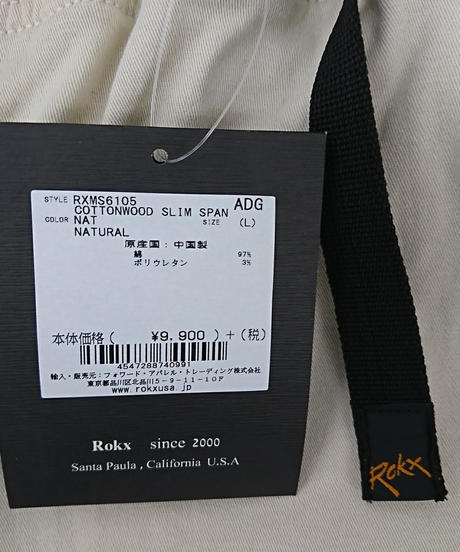 STYLE RXMS6105 ADG
COTTONWOOD SLIM SPAN
COLOR NAT SIZE (L)
NATURAL
原産国：中国製
綿 97%
ポリウレタン 3%
本体価格( ¥9,900)+(税)
4547288740991
輸入・販売元：フォワード・アパレル・トレーディング株式会社
東京都品川区北品川5-9-11-10F
www.rokxusa.jp
Rokx since 2000
Santa Paula , California U.S.A
Rokx